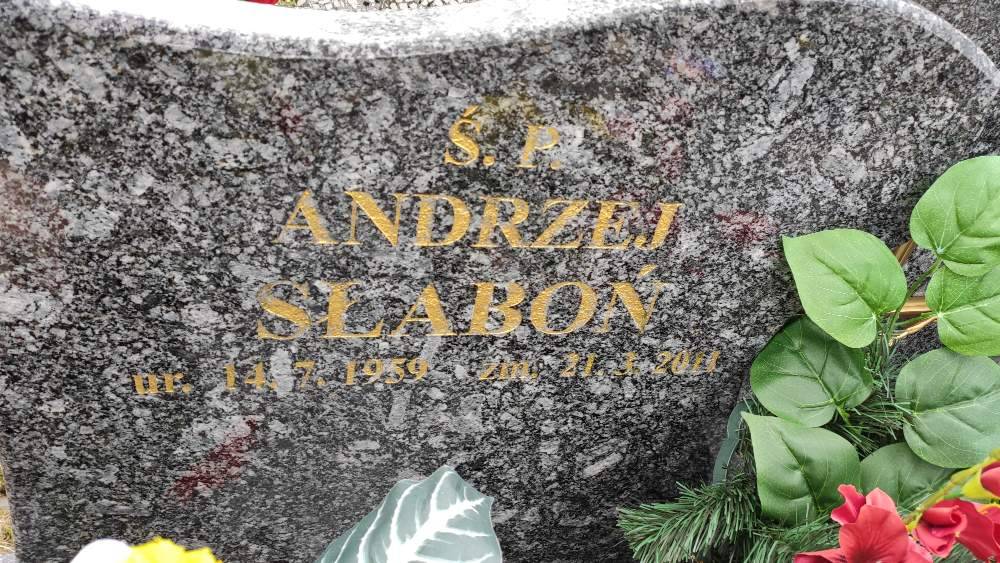 Ś. P.
ANDRZEJ
SŁABOŃ
ur. 14. 7. 1959 zm. 21. 3. 2011